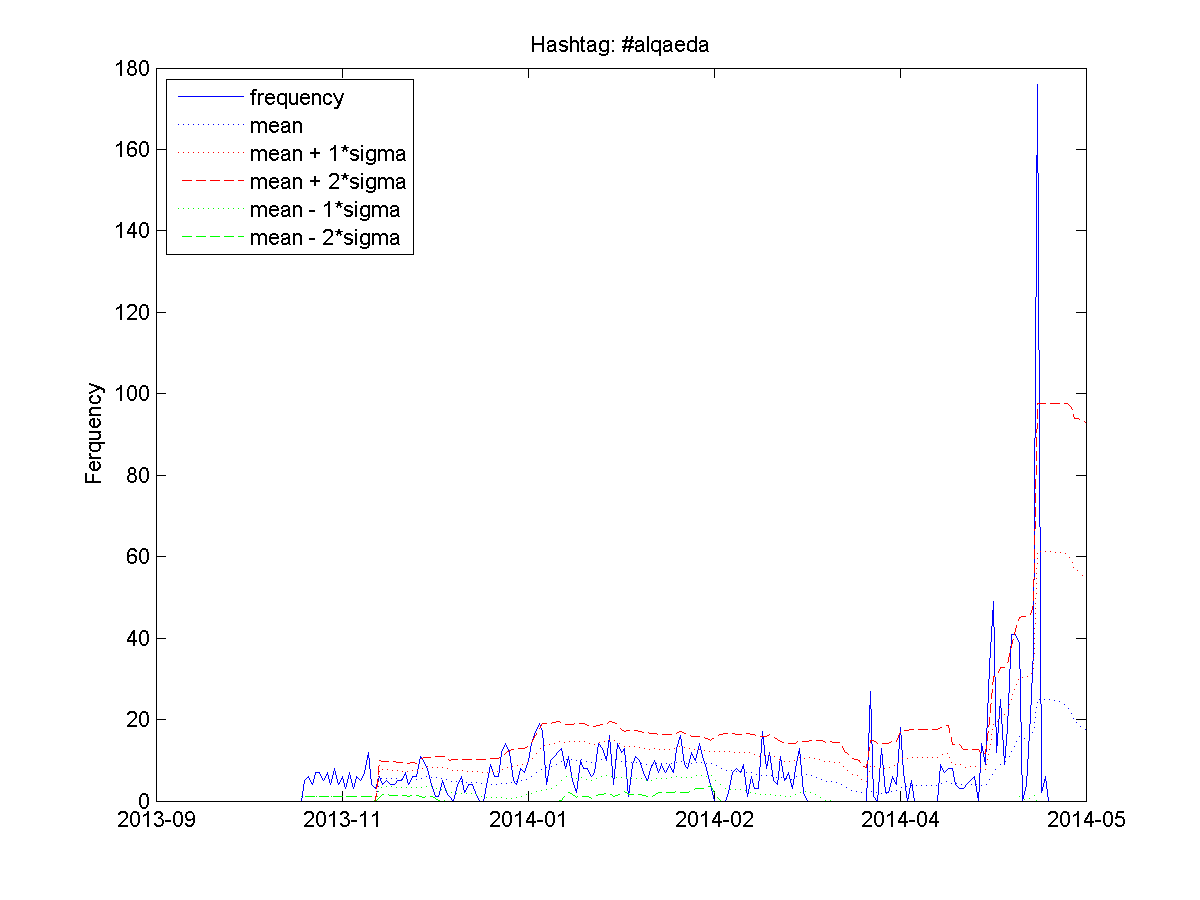 Hashtag: #alqaeda
180
160
140
120
100
80
60
40
20
0
Ferquency
frequency
mean
mean + 1*sigma
mean + 2*sigma
mean - 1*sigma
mean - 2*sigma
2013-09 2013-11 2014-01 2014-02 2014-04 2014-05